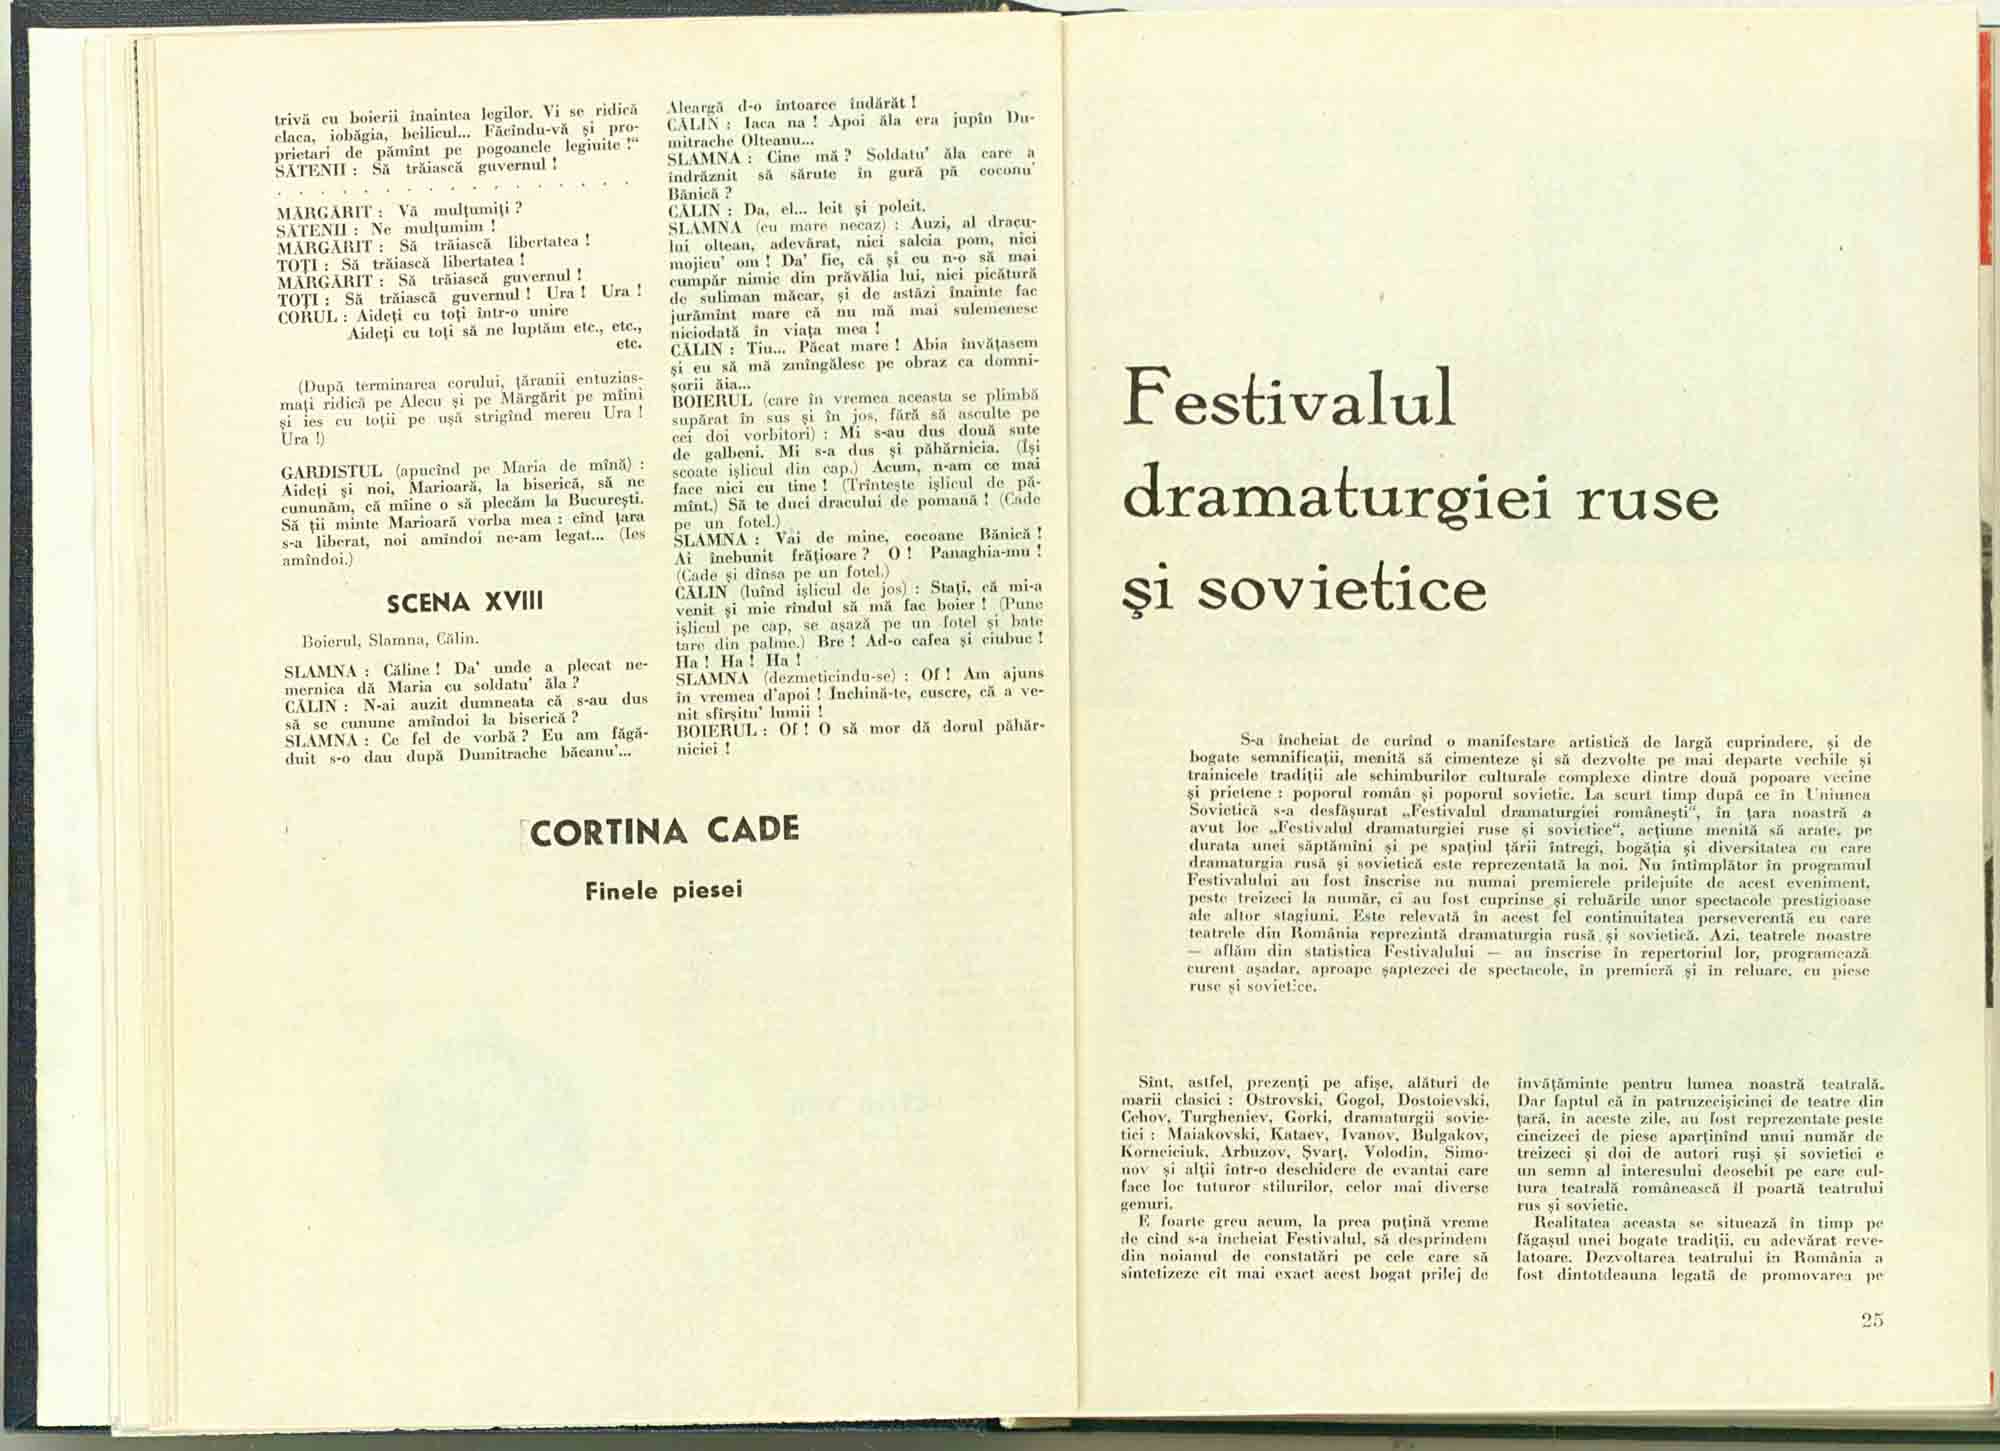 trivă cu boierii înaintea legilor. Vi se ridică
claca, iobăgia, beilicul... Făcîndu-vă și pro-
prietari de pămînt pe pogoanele legiuite !“
SĂTENII : Să trăiască guvernul !
. . . . . . . . . . . . . . . .
MĂRGĂRIT : Vă mulțumiți ?
SĂTENII : Ne mulțumim !
MĂRGĂRIT : Să trăiască libertatea !
TOȚI : Să trăiască libertatea !
MĂRGĂRIT : Să trăiască guvernul !
TOȚI : Să trăiască guvernul ! Ura ! Ura !
CORUL : Aideți cu toți într-o unire
Aideți cu toți să ne luptăm etc., etc.,
etc.
(După terminarea corului, țăranii entuzias-
mați ridică pe Alecu și pe Mărgărit pe mîini
și ies cu toții pe ușă strigînd mereu Ura !
Ura !)
GARDISTUL (apucînd pe Maria de mînă) :
Aideți și noi, Marioară, la biserică, să ne
cununăm, că mîine o să plecăm la București.
Să ții minte Marioară vorba mea : cînd țara
s-a liberat, noi amîndoi ne-am legat... (Ies
amîndoi.)
SCENA XVIII
Boierul, Slamna, Călin.
SLAMNA : Căline ! Da' unde a plecat ne-
mernica dă Maria cu soldatu' ăla ?
CĂLIN : N-ai auzit dumneata că s-au dus
să se cunune amîndoi la biserică ?
SLAMNA : Ce fel de vorbă ? Eu am făgă-
duit s-o dau după Dumitrache băcanu'...
Aleargă d-o întoarce îndărăt !
CĂLIN : Iaca na ! Apoi ăla era jupîn Du-
mitrache Olteanu...
SLAMNA : Cine mă ? Soldatu' ăla care a
îndrăznit să sărute în gură pă coconu'
Bănică ?
CĂLIN : Da, el... leit și poleit.
SLAMNA (cu mare necaz) : Auzi, al dracu-
lui oltean, adevărat, nici salcia pom, nici
mojicu' om ! Da' fie, că și eu n-o să mai
cumpăr nimic din prăvălia lui, nici picătură
de suliman măcar, și de astăzi înainte fac
jurămînt mare că nu mă mai sulemenesc
niciodată în viața mea !
CĂLIN : Tiu... Păcat mare ! Abia învățasem
și eu să mă zmîngălesc pe obraz ca domni-
șorii ăia...
BOIERUL (care în vremea aceasta se plimbă
supărat în sus și în jos, fără să asculte pe
cei doi vorbitori) : Mi s-au dus două sute
de galbeni. Mi s-a dus și păhărnicia. (Își
scoate ișlicul din cap.) Acum, n-am ce mai
face nici cu tine ! (Trîntește ișlicul de pă-
mînt.) Să te duci dracului de pomană ! (Cade
pe un fotel.)
SLAMNA : Vai de mine, cocoane Bănică !
Ai înebunit frățioare ? O ! Panaghia-mu !
(Cade și dînsa pe un fotel.)
CĂLIN (luînd ișlicul de jos) : Stați, că mi-a
venit și mie rîndul să mă fac boier ! (Pune
ișlicul pe cap, se așază pe un fotel și bate
tare din palme.) Bre ! Ad-o cafea și ciubuc !
Ha ! Ha ! Ha !
SLAMNA (dezmeticindu-se) : Of ! Am ajuns
în vremea d'apoi ! Închină-te, cuscre, că a ve-
nit sfîrșitu' lumii !
BOIERUL : Of ! O să mor dă dorul păhăr-
niciei !
CORTINA CADE
Finele piesei
Festivalul
dramaturgiei ruse
și sovietice
S-a încheiat de curînd o manifestare artistică de largă cuprindere, și de
bogate semnificații, menită să cimenteze și să dezvolte pe mai departe vechile și
trainicele tradiții ale schimburilor culturale complexe dintre două popoare vecine
și prietene : poporul român și poporul sovietic. La scurt timp după ce în Uniunea
Sovietică s-a desfășurat „Festivalul dramaturgiei românești“, în țara noastră a
avut loc „Festivalul dramaturgiei ruse și sovietice“, acțiune menită să arate, pe
durata unei săptămîni și pe spațiul țării întregi, bogăția și diversitatea cu care
dramaturgia rusă și sovietică este reprezentată la noi. Nu întîmplător în programul
Festivalului au fost înscrise nu numai premierele prilejuite de acest eveniment,
peste treizeci la număr, ci au fost cuprinse și reluările unor spectacole prestigioase
ale altor stagiuni. Este relevată în acest fel continuitatea perseverentă cu care
teatrele din România reprezintă dramaturgia rusă și sovietică. Azi, teatrele noastre
— aflăm din statistica Festivalului — au înscrise în repertoriul lor, programează
curent așadar, aproape șaptezeci de spectacole, în premieră și în reluare, cu piese
ruse și sovietice.
Sînt, astfel, prezenți pe afișe, alături de
marii clasici : Ostrovski, Gogol, Dostoievski,
Cehov, Turgheniev, Gorki, dramaturgii sovie-
tici : Maiakovski, Kataev, Ivanov, Bulgakov,
Korneiciuk, Arbuzov, Șvarț, Volodin, Simo-
nov și alții într-o deschidere de evantai care
face loc tuturor stilurilor, celor mai diverse
genuri.
E foarte greu acum, la prea puțină vreme
de cînd s-a încheiat Festivalul, să desprindem
din noianul de constatări pe cele care să
sintetizeze cît mai exact acest bogat prilej de
învățăminte pentru lumea noastră teatrală.
Dar faptul că în patruzecișicinci de teatre din
țară, în aceste zile, au fost reprezentate peste
cincizeci de piese aparținînd unui număr de
treizeci și doi de autori ruși și sovietici e
un semn al interesului deosebit pe care cul-
tura teatrală românească îl poartă teatrului
rus și sovietic.
Realitatea aceasta se situează în timp pe
făgașul unei bogate tradiții, cu adevărat reve-
latoare. Dezvoltarea teatrului în România a
fost dintotdeauna legată de promovarea pe
25